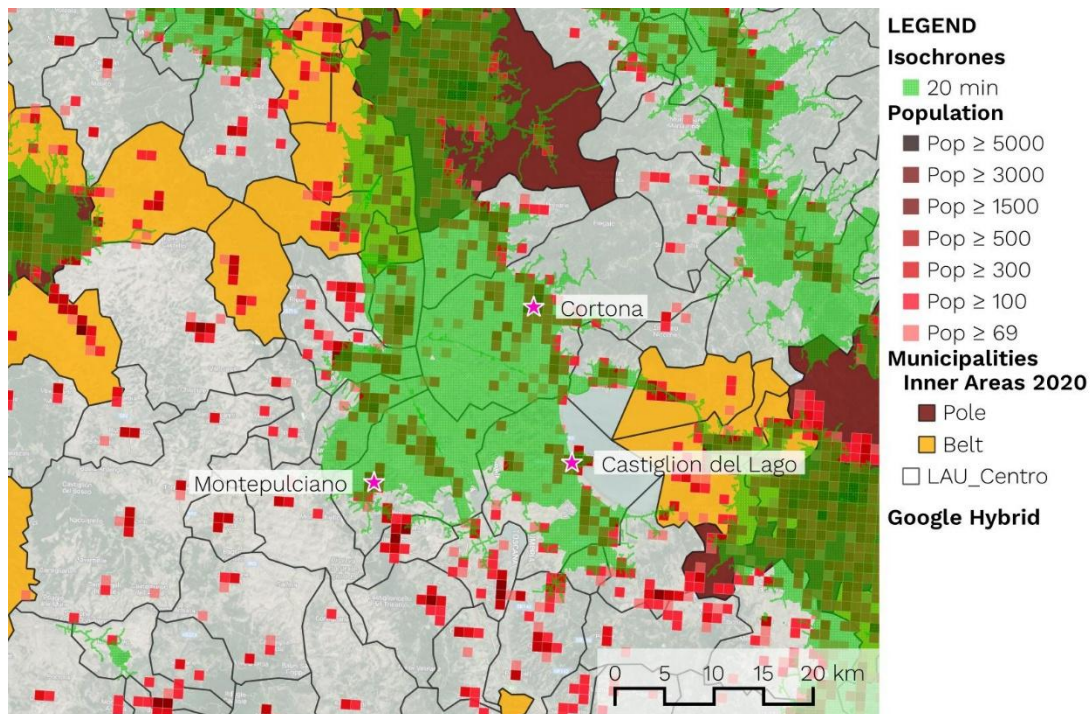 Cortona
Castiglion del Lago
Montepulciano
0 5 10 15 20 km
LEGEND
Isochrones
20 min
Population
Pop ≥ 5000
Pop ≥ 3000
Pop ≥ 1500
Pop ≥ 500
Pop ≥ 300
Pop ≥ 100
Pop ≥ 69
Municipalities
Inner Areas 2020
Pole
Belt
LAU_Centro
Google Hybrid